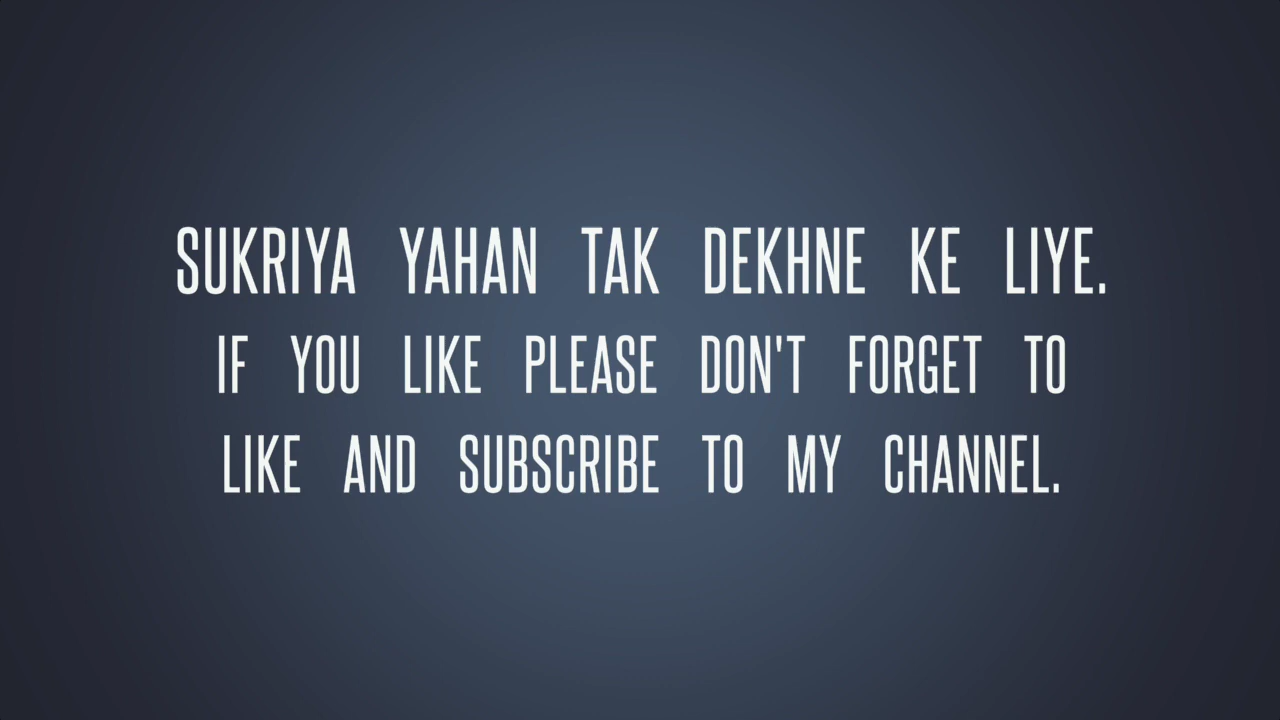 SUKRIYA YAHAN TAK DEKHNE KE LIYE.
IF YOU LIKE PLEASE DON'T FORGET TO
LIKE AND SUBSCRIBE TO MY CHANNEL.